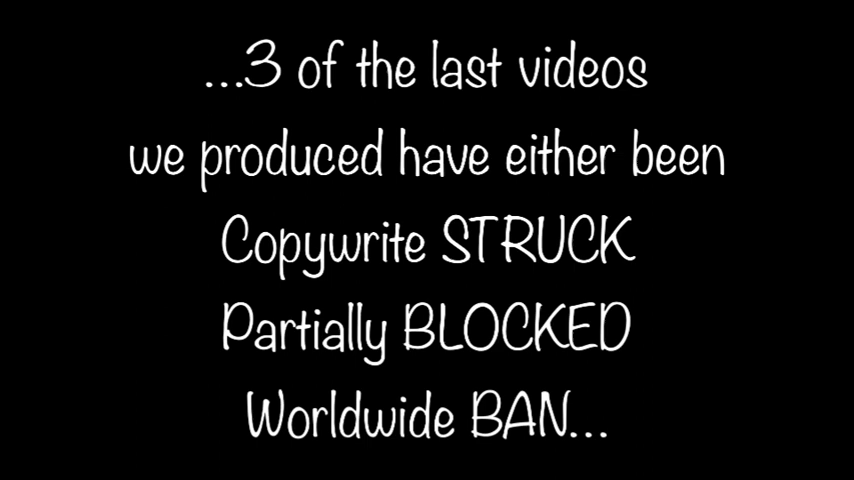 ...3 of the last videos
we produced have either been
Copywrite STRUCK
Partially BLOCKED
Worldwide BAN...